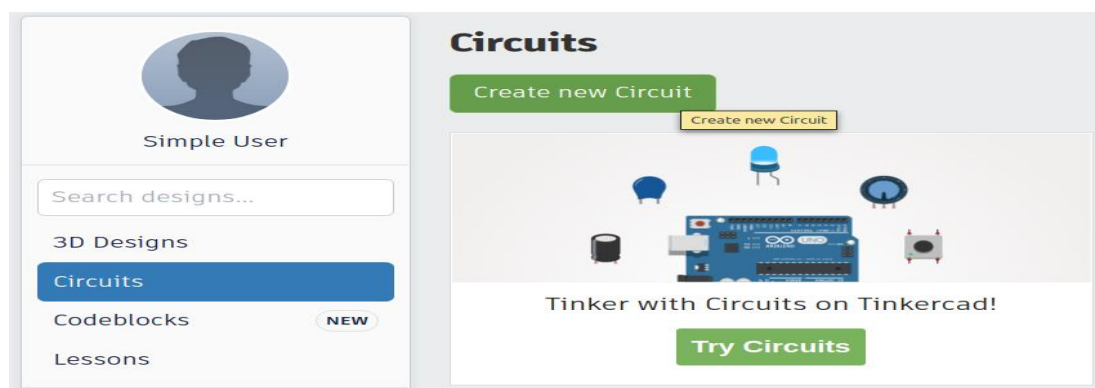 Simple User
Search designs...
3D Designs
Circuits
Codeblocks NEW
Lessons
Circuits
Create new Circuit
Create new Circuit
UNO
Tinker with Circuits on Tinkercad!
Try Circuits